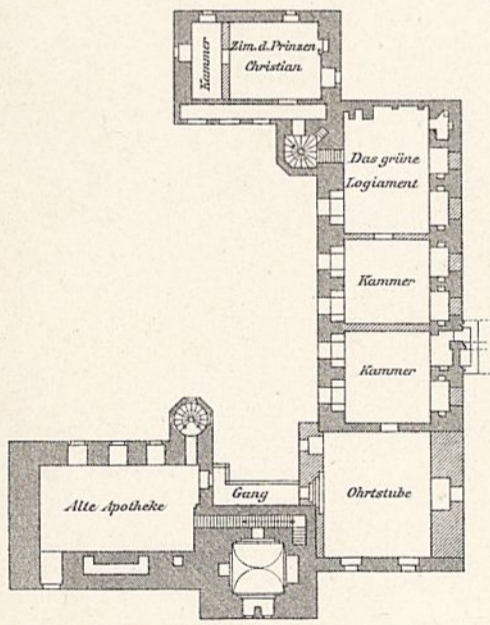 Kammer
Zim. d. Prinzen
Christian
Das grüne
Logiament
Kammer
Kammer
Alte Apotheke
Gang
Ohrtstube